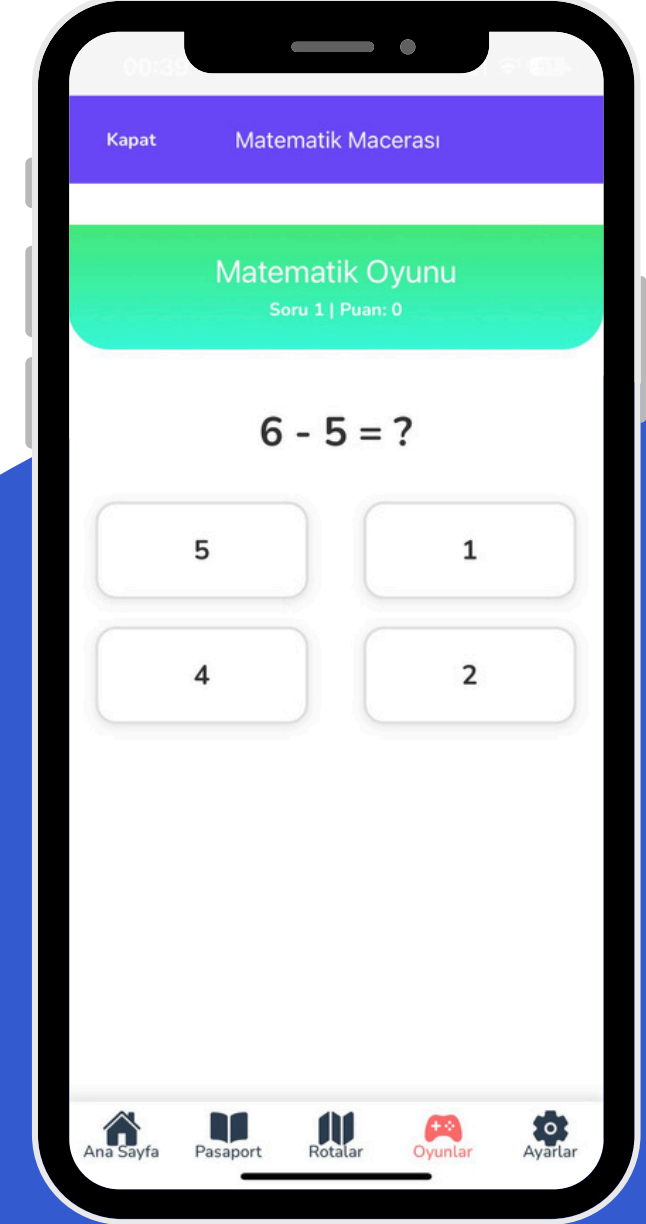 Kapat
Matematik Macerası
Matematik Oyunu
Soru 1 | Puan: 0
6 - 5 = ?
5
1
4
2
Ana Sayfa
Pasaport
Rotalar
Oyunlar
Ayarlar